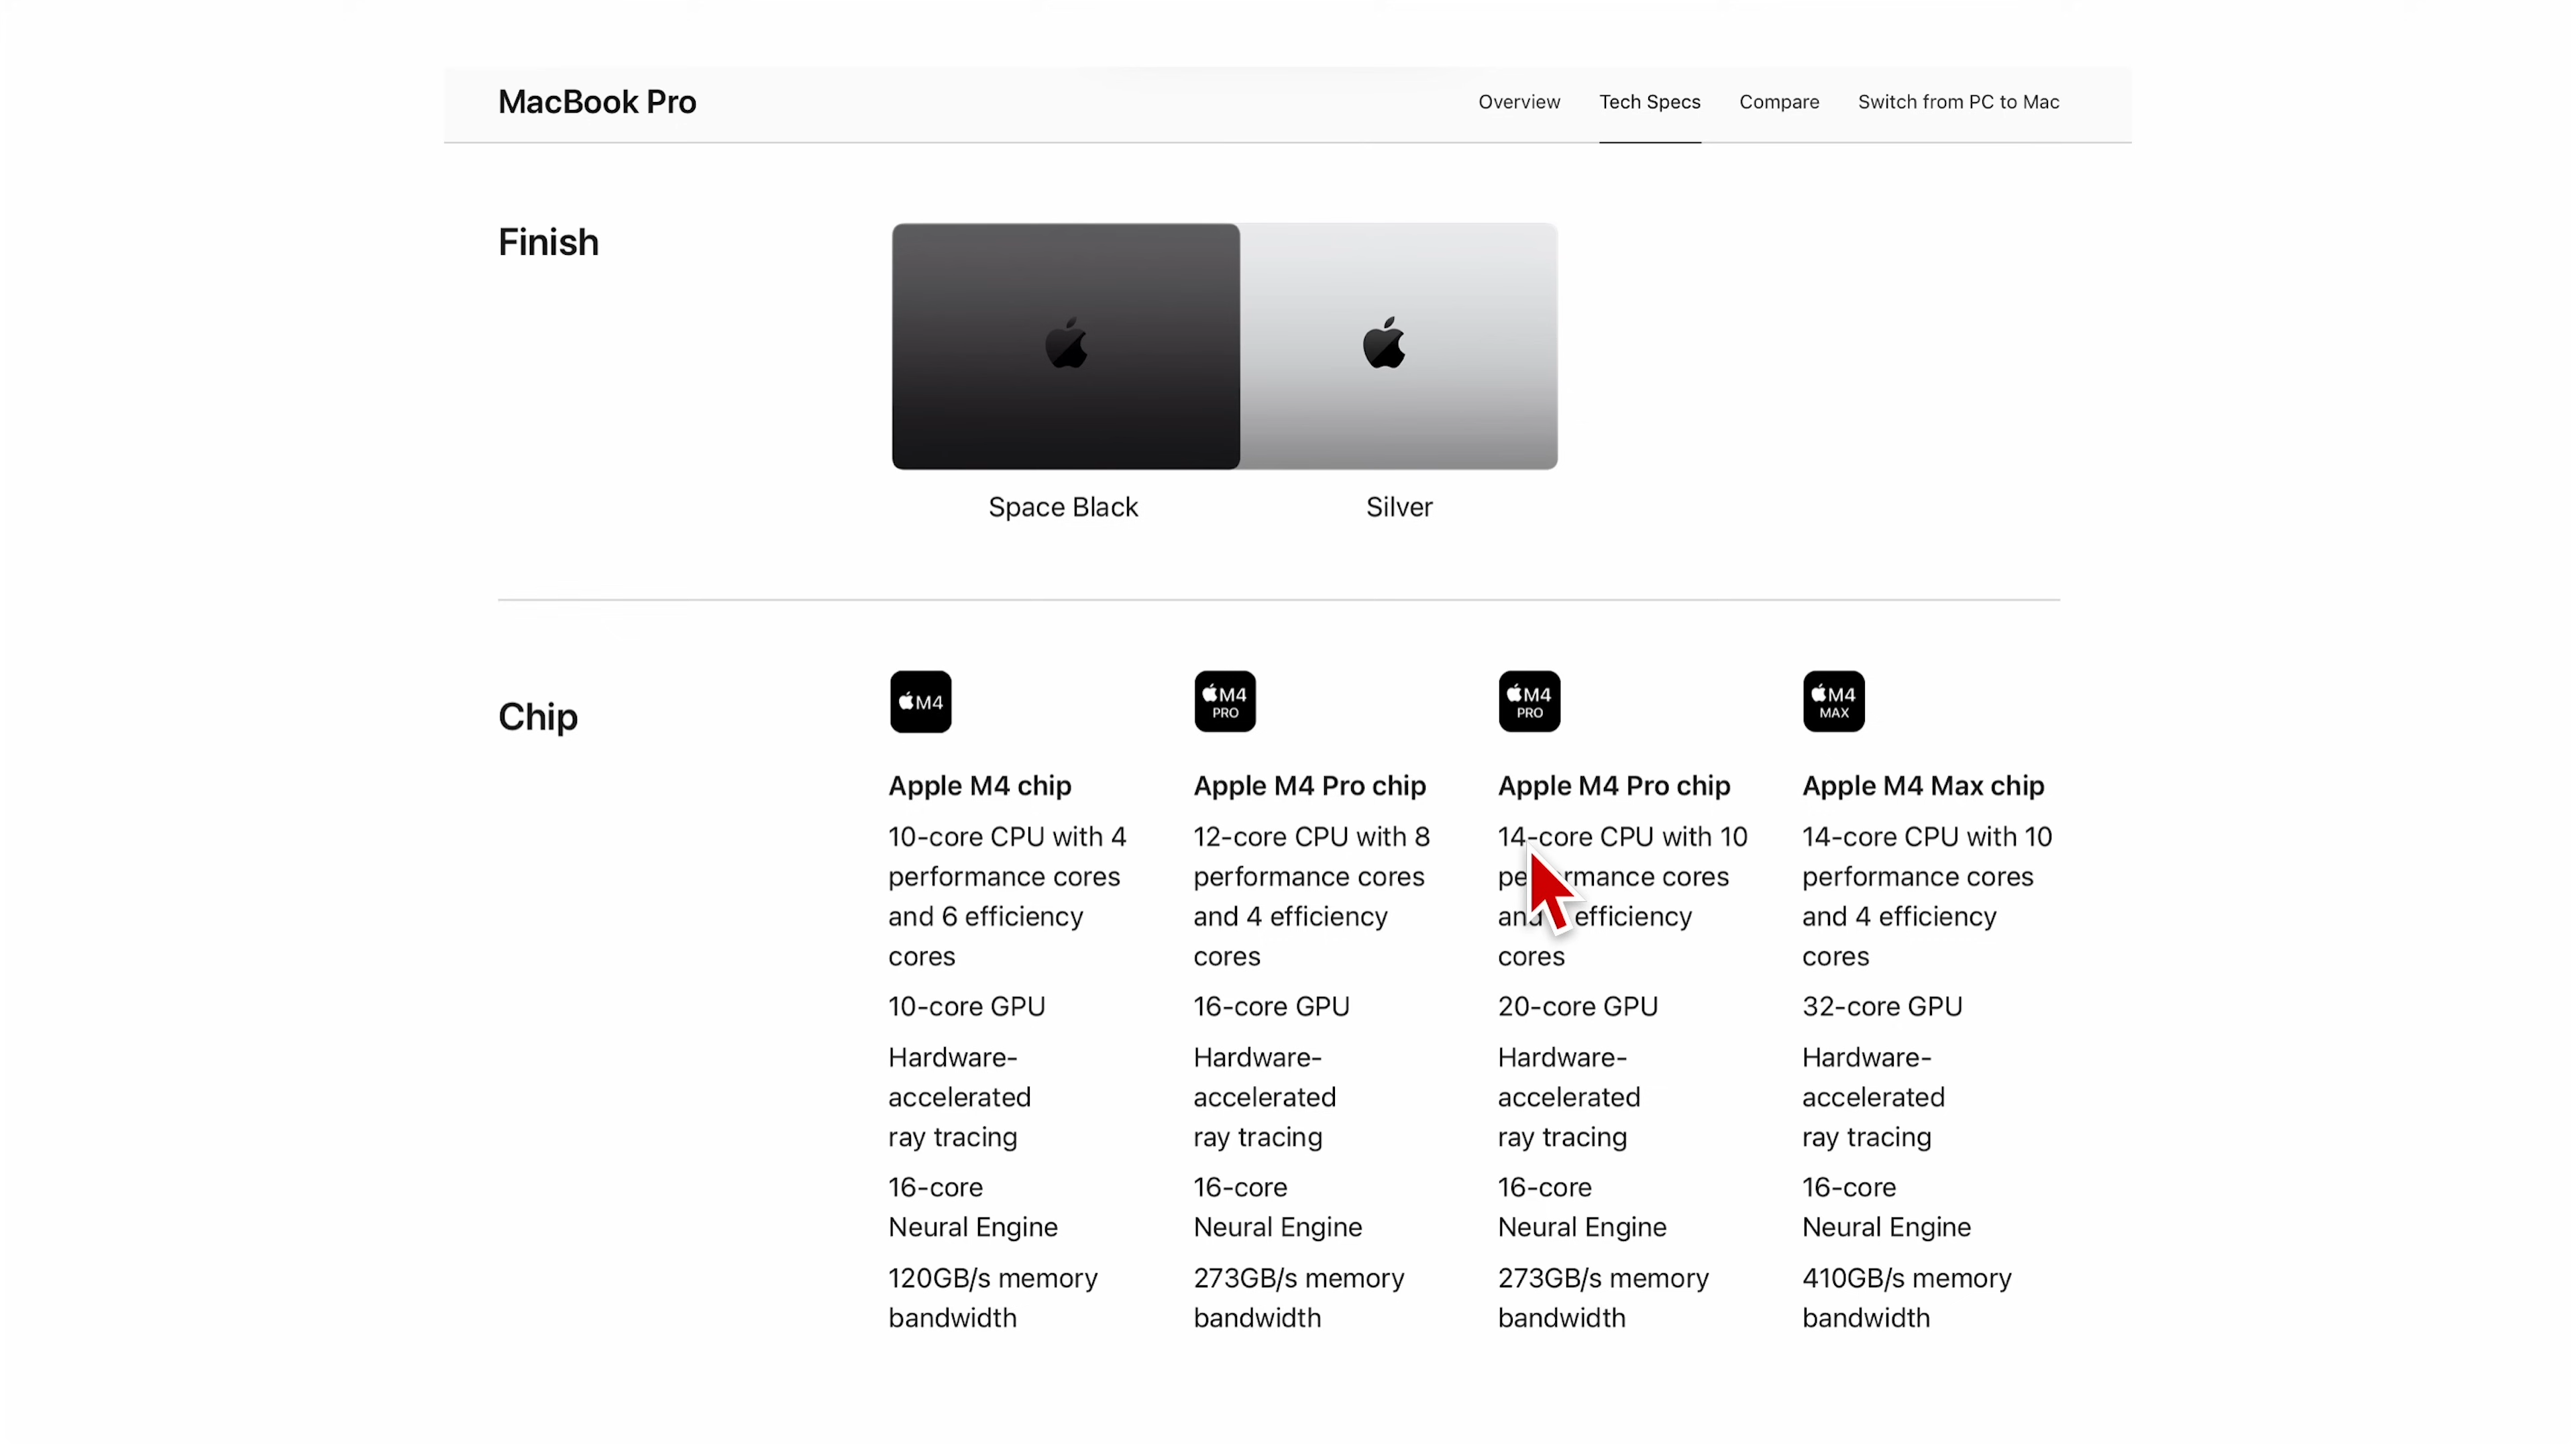 MacBook Pro
Overview
Tech Specs
Compare
Switch from PC to Mac
Finish
Space Black
Silver
Chip
M4
M4
PRO
M4
PRO
M4
MAX
Apple M4 chip
10-core CPU with 4
performance cores
and 6 efficiency
cores
10-core GPU
Hardware-
accelerated
ray tracing
16-core
Neural Engine
120GB/s memory
bandwidth
Apple M4 Pro chip
12-core CPU with 8
performance cores
and 4 efficiency
cores
16-core GPU
Hardware-
accelerated
ray tracing
16-core
Neural Engine
273GB/s memory
bandwidth
Apple M4 Pro chip
14-core CPU with 10
performance cores
and efficiency
cores
20-core GPU
Hardware-
accelerated
ray tracing
16-core
Neural Engine
273GB/s memory
bandwidth
Apple M4 Max chip
14-core CPU with 10
performance cores
and 4 efficiency
cores
32-core GPU
Hardware-
accelerated
ray tracing
16-core
Neural Engine
410GB/s memory
bandwidth